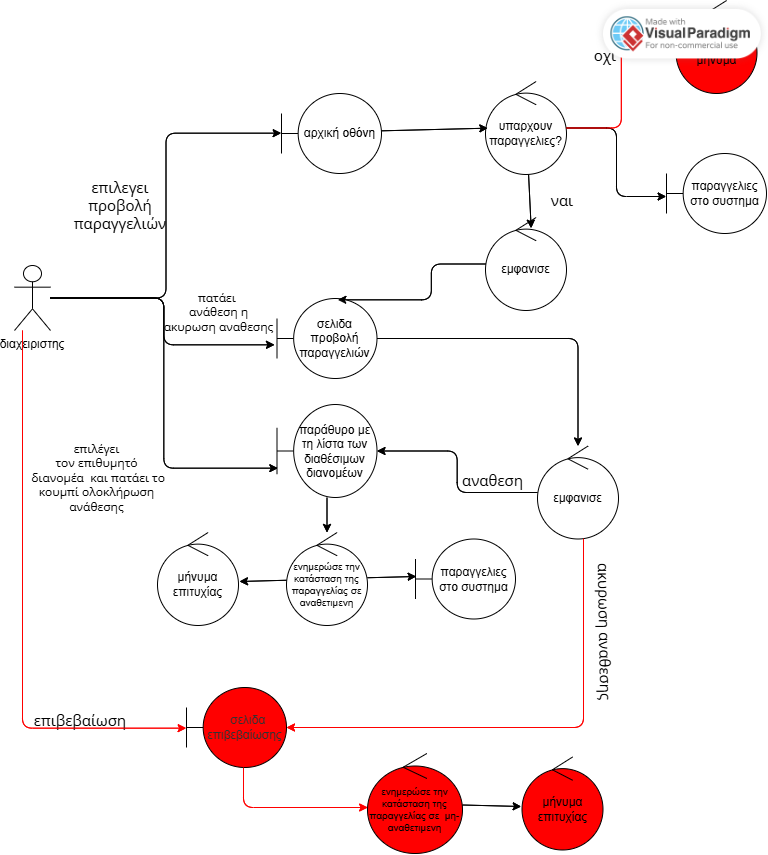 Made with
VisualParadigm
For non-commercial use
μήνυμα
οχι
αρχική οθόνη
υπαρχουν
παραγγελιες?
επιλεγει
προβολή
παραγγελιών
παραγγελιες
στο συστημα
ναι
εμφανισε
πατάει
ανάθεση η
ακυρωση αναθεσης
σελιδα
προβολή
παραγγελιών
διαχειριστης
παράθυρο με
τη λίστα των
διαθέσιμων
διανομέων
επιλέγει
τον επιθυμητό
διανομέα και πατάει το
κουμπί ολοκλήρωση
ανάθεσης
αναθεση
εμφανισε
μήνυμα
επιτυχίας
ενημερώσε την
κατάσταση της
παραγγελίας σε
αναθετιμενη
παραγγελιες
στο συστημα
ακυρωση αναθεσης
επιβεβαίωση
σελιδα
επιβεβαίωσης
ενημερώσε την
κατάσταση της
παραγγελίας σε μη-
αναθετιμενη
μήνυμα
επιτυχίας